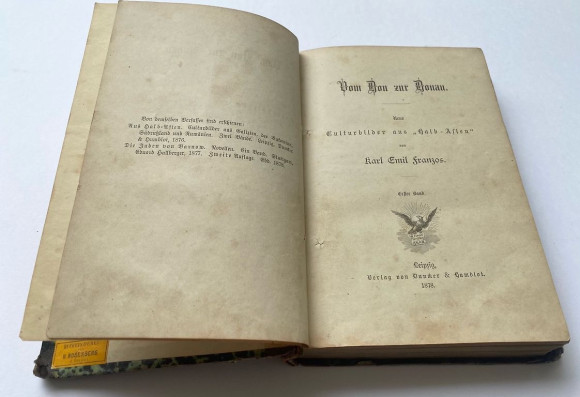 Von demselben Verfasser sind erschienen:
Aus Halb-Asien. Culturbilder aus Galizien, der Bukowina,
Südrußland und Rumänien. Zwei Bände. Leipzig, Duncker
& Humblot, 1876.
Die Juden von Barnow. Novellen. Ein Band. Stuttgart,
Eduard Hallberger, 1877. Zweite Auflage.
Vom Don zur Donau.
Neue
Culturbilder aus „Halb-Asien“
von
Karl Emil Franzos.
Erster Band.
Leipzig,
Verlag von Duncker & Humblot.
1878.